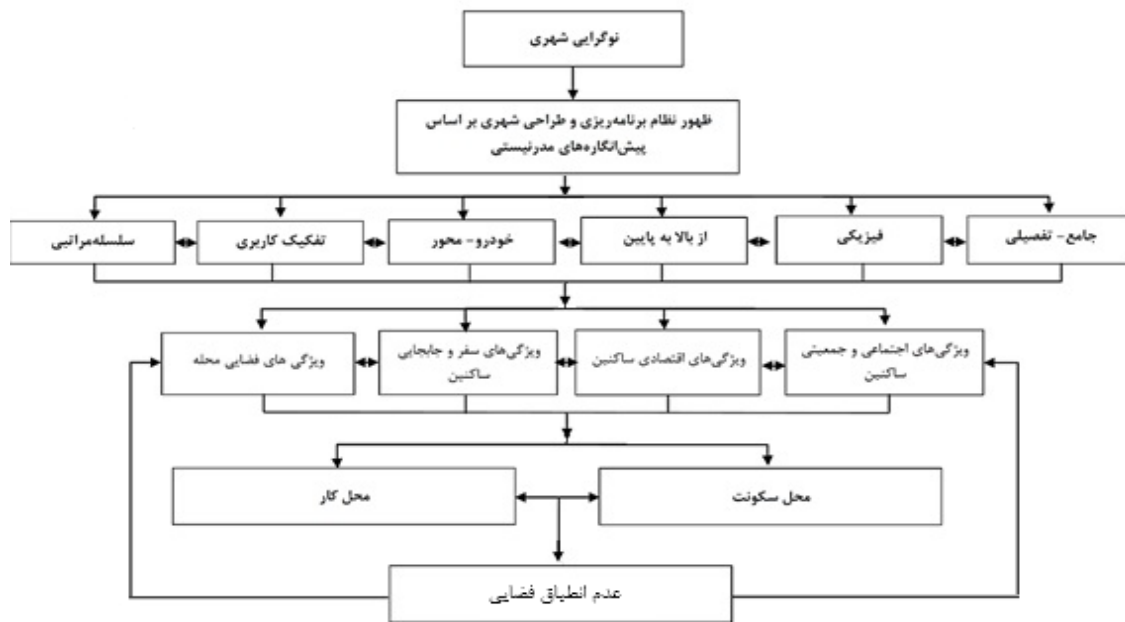 نوگرایی شهری
ظهور نظام برنامه‌ریزی و طراحی شهری بر اساس
پیش‌انگاره‌های مدرنیستی
جامع- تفصیلی
فیزیکی
از بالا به پایین
خودرو- محور
تفکیک کاربری
سلسله‌مراتبی
ویژگی‌های اجتماعی و جمعیتی
ساکنین
ویژگی‌های اقتصادی ساکنین
ویژگی‌های سفر و جابجایی
ساکنین
ویژگی های فضایی محله
محل سکونت
محل کار
عدم انطباق فضایی